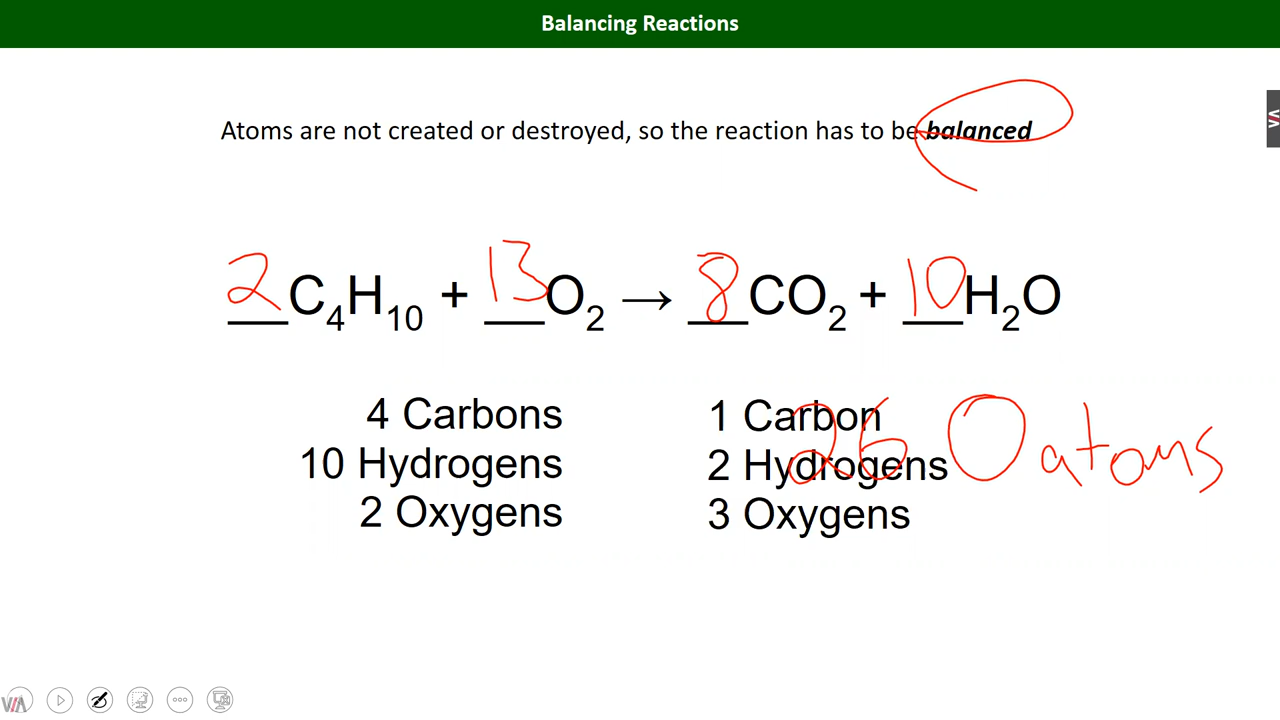 Balancing Reactions
Atoms are not created or destroyed, so the reaction has to be balanced
2 C₄H₁₀ + 13 O₂ → 8 CO₂ + 10 H₂O
4 Carbons
10 Hydrogens
2 Oxygens
1 Carbon
2 Hydrogens
3 Oxygens
26 O atoms
VIA